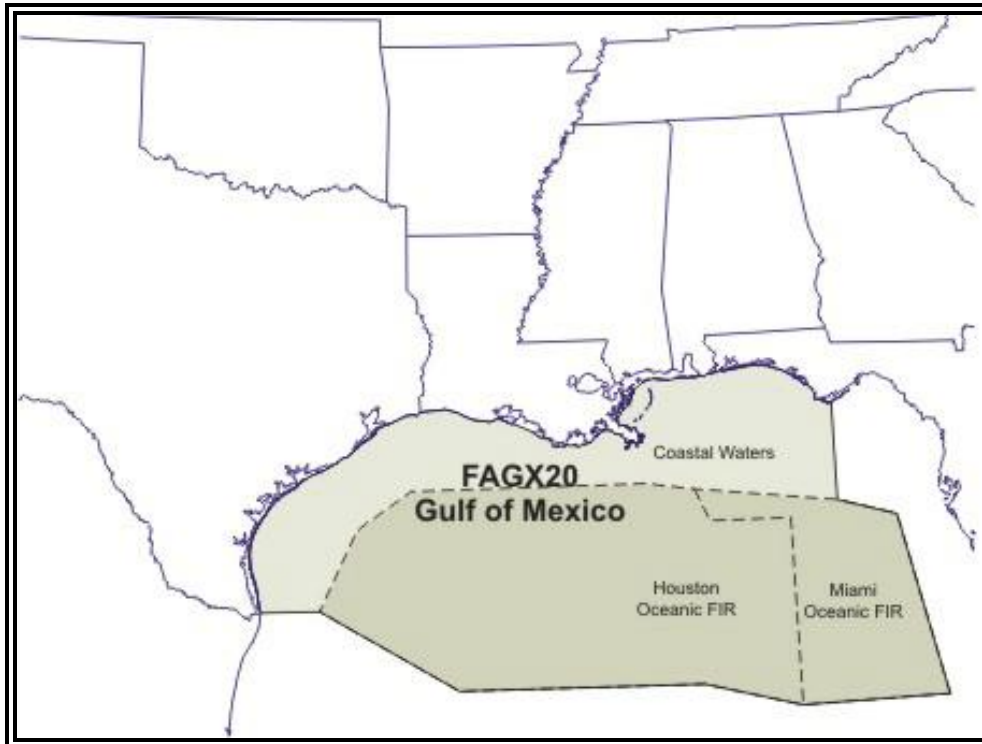 Coastal Waters
FAGX20
Gulf of Mexico
Houston
Oceanic FIR
Miami
Oceanic FIR